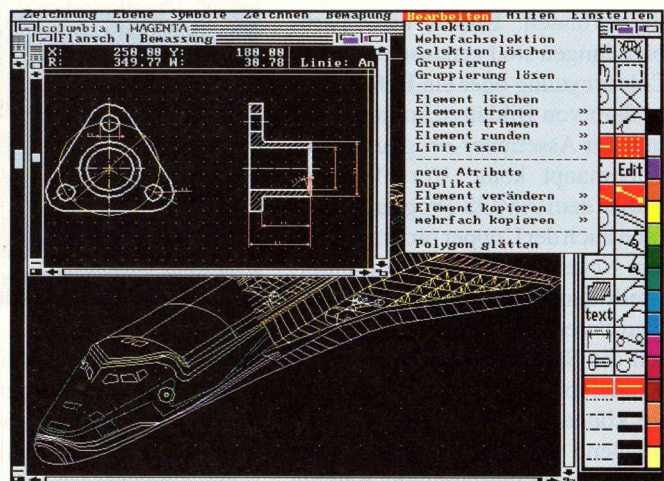 Zeichnung Ebene Symbole Zeichnen Bemaßung Bearbeiten Hilfen Einstellen
columbia | MAGENTA
Flansch | Bemassung
X: 250.00 Y: 180.00
R: 349.77 W: 30.78 Linie: An
Selektion
Mehrfachselektion
Selektion löschen
Gruppierung
Gruppierung lösen
Element löschen
Element trennen »
Element trimmen »
Element runden »
Linie fasen »
neue Atribute
Duplikat
Element verändern »
Element kopieren »
mehrfach kopieren »
Polygon glätten
Edit
text